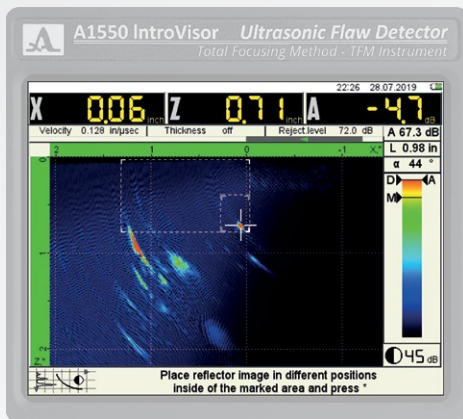 A1550 IntroVisor Ultrasonic Flaw Detector
Total Focusing Method - TFM Instrument
22:26 28.07.2019
X 0.06 inch Z 0.71 inch A -4.7 dB
Velocity 0.128 in/µsec Thickness off Reject.level 72.0 dB A 67.3 dB
L 0.98 in
α 44 °
2 1 0 -1 X,"
0
D A
M
1
2
Z,"
45 dB
Place reflector image in different positions
inside of the marked area and press *